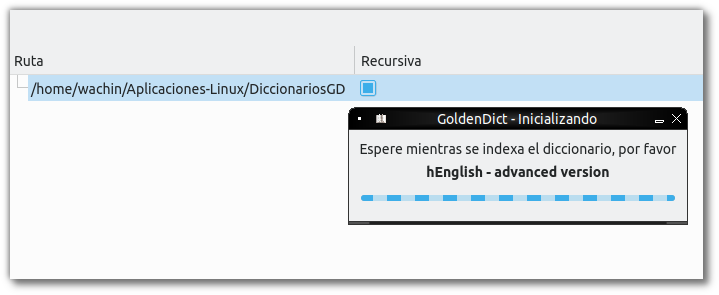 Ruta
Recursiva
/home/wachin/Aplicaciones-Linux/DiccionariosGD
GoldenDict - Inicializando
Espere mientras se indexa el diccionario, por favor
hEnglish - advanced version